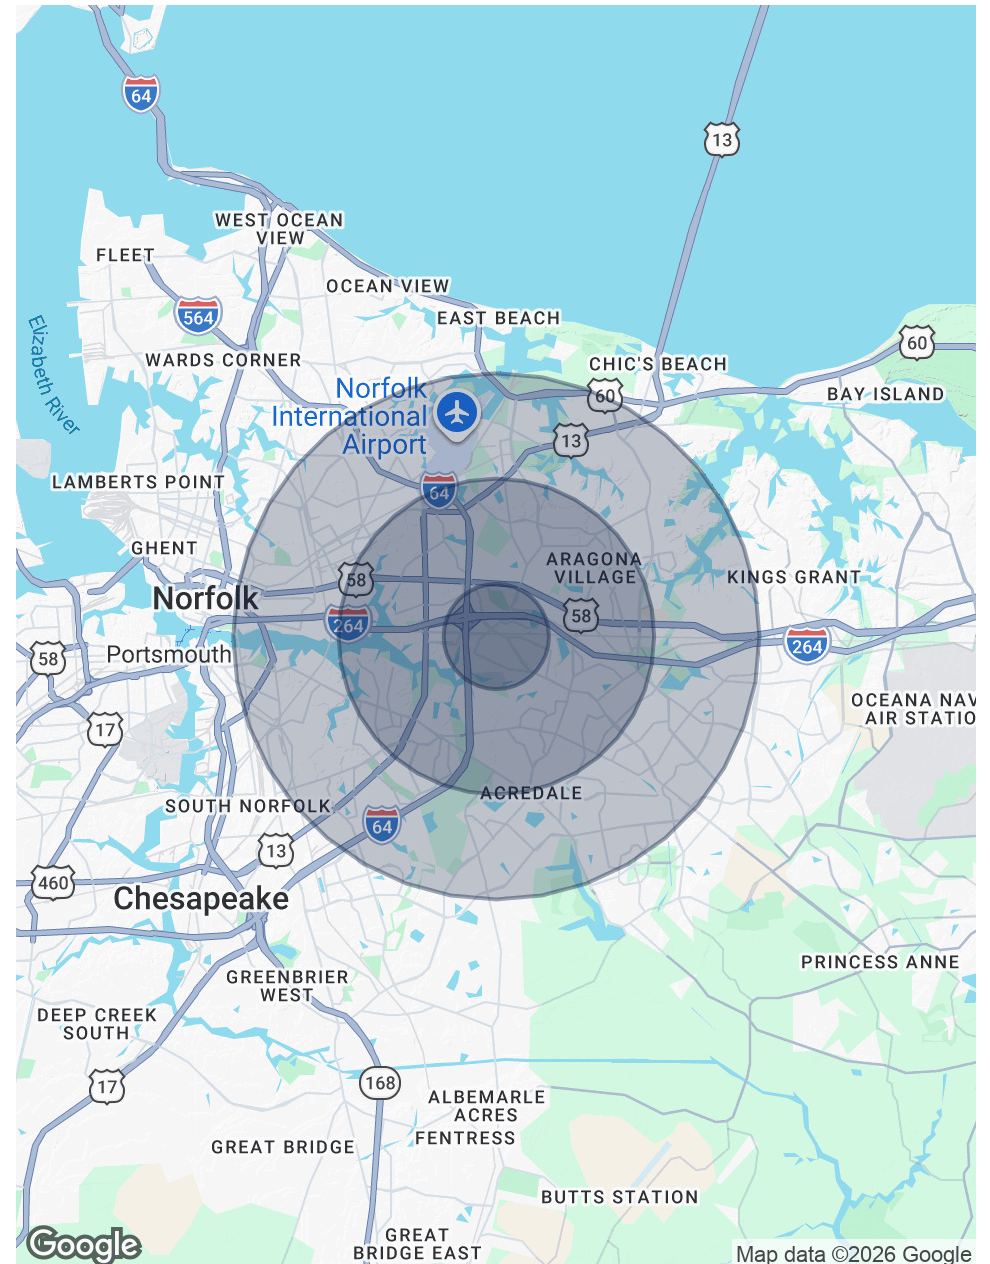 64
13
WEST OCEAN
VIEW
FLEET
OCEAN VIEW
564
EAST BEACH
Elizabeth River
60
WARDS CORNER
CHIC'S BEACH
Norfolk
International
Airport
60
BAY ISLAND
13
LAMBERTS POINT
64
GHENT
ARAGONA
VILLAGE
58
KINGS GRANT
Norfolk
264
58
Portsmouth
58
264
17
OCEANA NAV
AIR STATIO
ACREDALE
SOUTH NORFOLK
64
13
460
Chesapeake
PRINCESS ANNE
GREENBRIER
WEST
DEEP CREEK
SOUTH
17
168
ALBEMARLE
ACRES
FENTRESS
GREAT BRIDGE
BUTTS STATION
GREAT
BRIDGE EAST
Google
Map data ©2026 Google